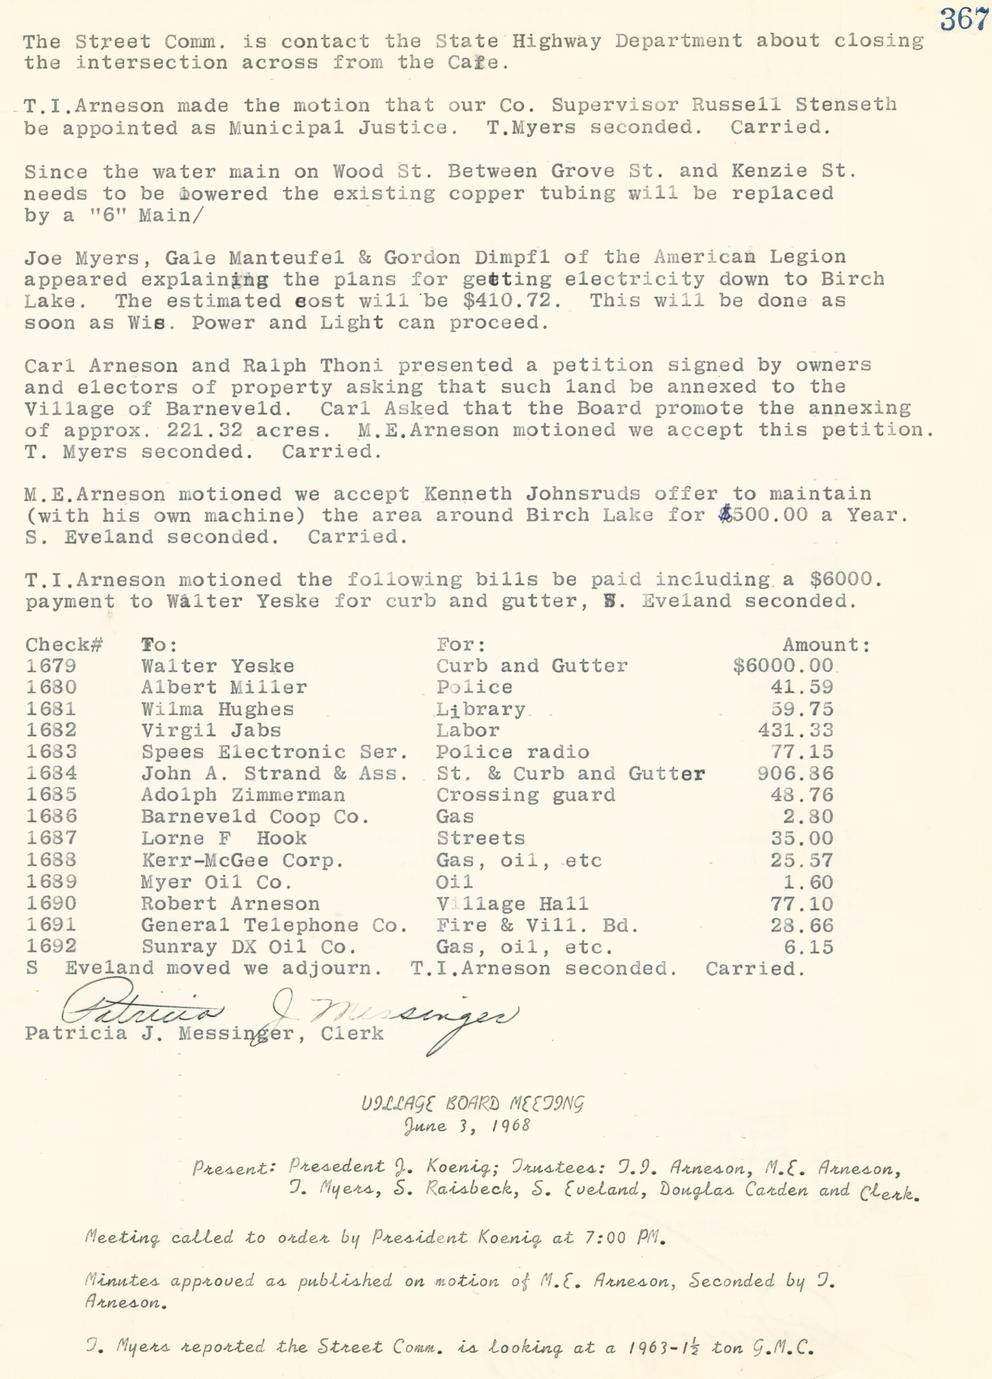 367
The Street Comm. is contact the State Highway Department about closing
the intersection across from the Cafe.
T.I.Arneson made the motion that our Co. Supervisor Russell Stenseth
be appointed as Municipal Justice. T.Myers seconded. Carried.
Since the water main on Wood St. Between Grove St. and Kenzie St.
needs to be lowered the existing copper tubing will be replaced
by a "6" Main/
Joe Myers, Gale Manteufel & Gordon Dimpfl of the American Legion
appeared explaining the plans for getting electricity down to Birch
Lake. The estimated cost will be $410.72. This will be done as
soon as Wis. Power and Light can proceed.
Carl Arneson and Ralph Thoni presented a petition signed by owners
and electors of property asking that such land be annexed to the
Village of Barneveld. Carl Asked that the Board promote the annexing
of approx. 221.32 acres. M.E.Arneson motioned we accept this petition.
T. Myers seconded. Carried.
M.E.Arneson motioned we accept Kenneth Johnsruds offer to maintain
(with his own machine) the area around Birch Lake for $500.00 a Year.
S. Eveland seconded. Carried.
T.I.Arneson motioned the following bills be paid including a $6000.
payment to Walter Yeske for curb and gutter, S. Eveland seconded.
Check# To: For: Amount:
1679 Walter Yeske Curb and Gutter $6000.00
1680 Albert Miller Police 41.59
1681 Wilma Hughes Library 59.75
1682 Virgil Jabs Labor 431.33
1683 Spees Electronic Ser. Police radio 77.15
1684 John A. Strand & Ass. St. & Curb and Gutter 906.86
1685 Adolph Zimmerman Crossing guard 48.76
1686 Barneveld Coop Co. Gas 2.80
1687 Lorne F Hook Streets 35.00
1688 Kerr-McGee Corp. Gas, oil, etc 25.57
1689 Myer Oil Co. Oil 1.60
1690 Robert Arneson Village Hall 77.10
1691 General Telephone Co. Fire & Vill. Bd. 28.66
1692 Sunray DX Oil Co. Gas, oil, etc. 6.15
S Eveland moved we adjourn. T.I.Arneson seconded. Carried.
Patricia J. Messinger
Patricia J. Messinger, Clerk
VILLAGE BOARD MEETING
June 3, 1968
Present: Presedent J. Koenig; Trustees: T.I. Arneson, M.E. Arneson,
T. Myers, S. Raisbeck, S. Eveland, Douglas Carden and Clerk.
Meeting called to order by President Koenig at 7:00 PM.
Minutes approved as published on motion of M.E. Arneson, Seconded by T.
Arneson.
T. Myers reported the Street Comm. is looking at a 1963-1½ ton G.M.C.